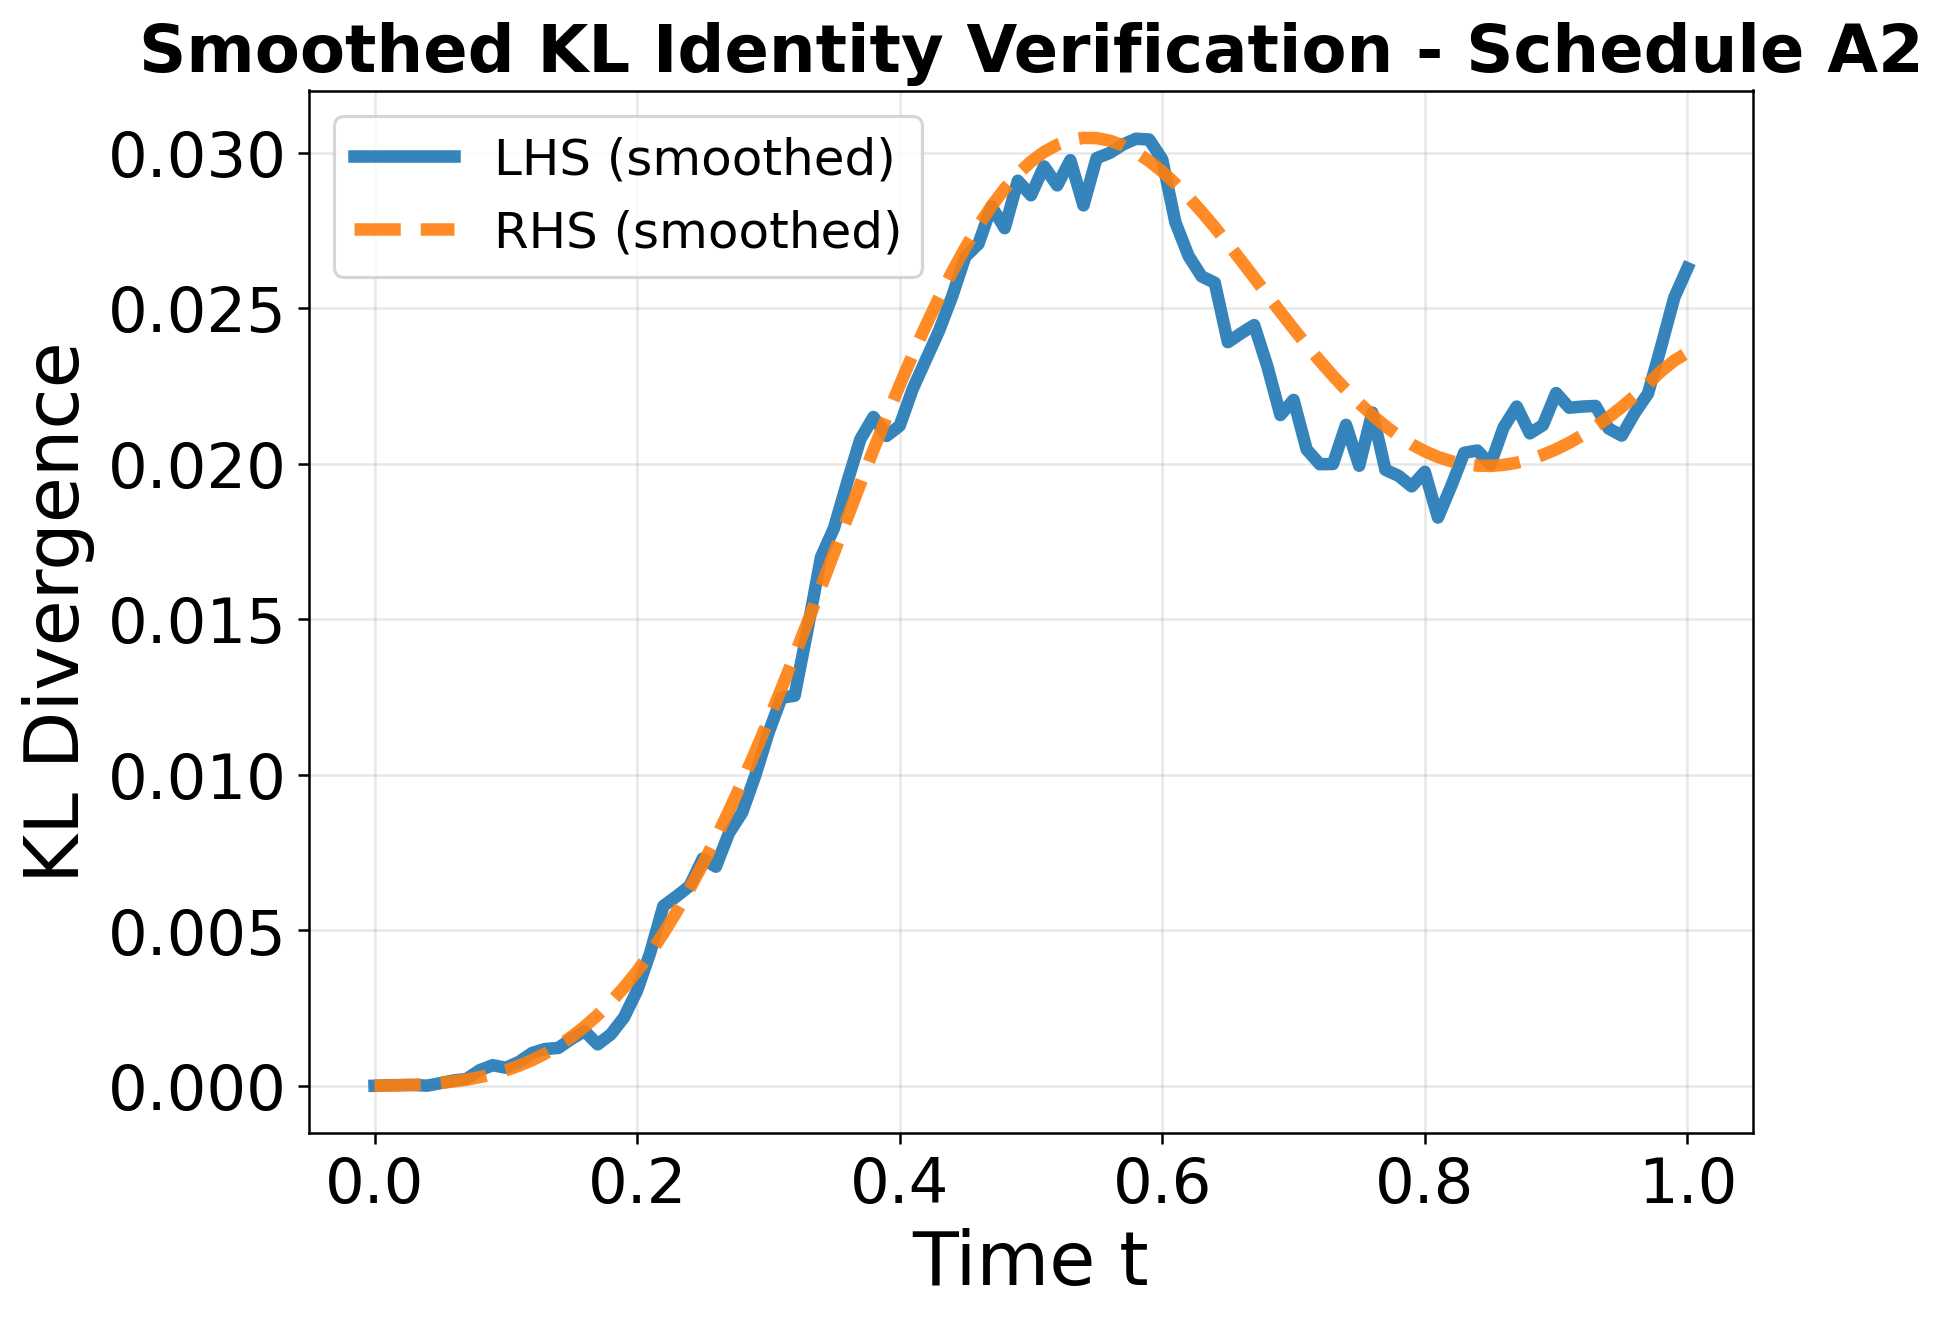 Smoothed KL Identity Verification - Schedule A2
LHS (smoothed)
RHS (smoothed)
KL Divergence
0.030
0.025
0.020
0.015
0.010
0.005
0.000
0.0 0.2 0.4 0.6 0.8 1.0
Time t